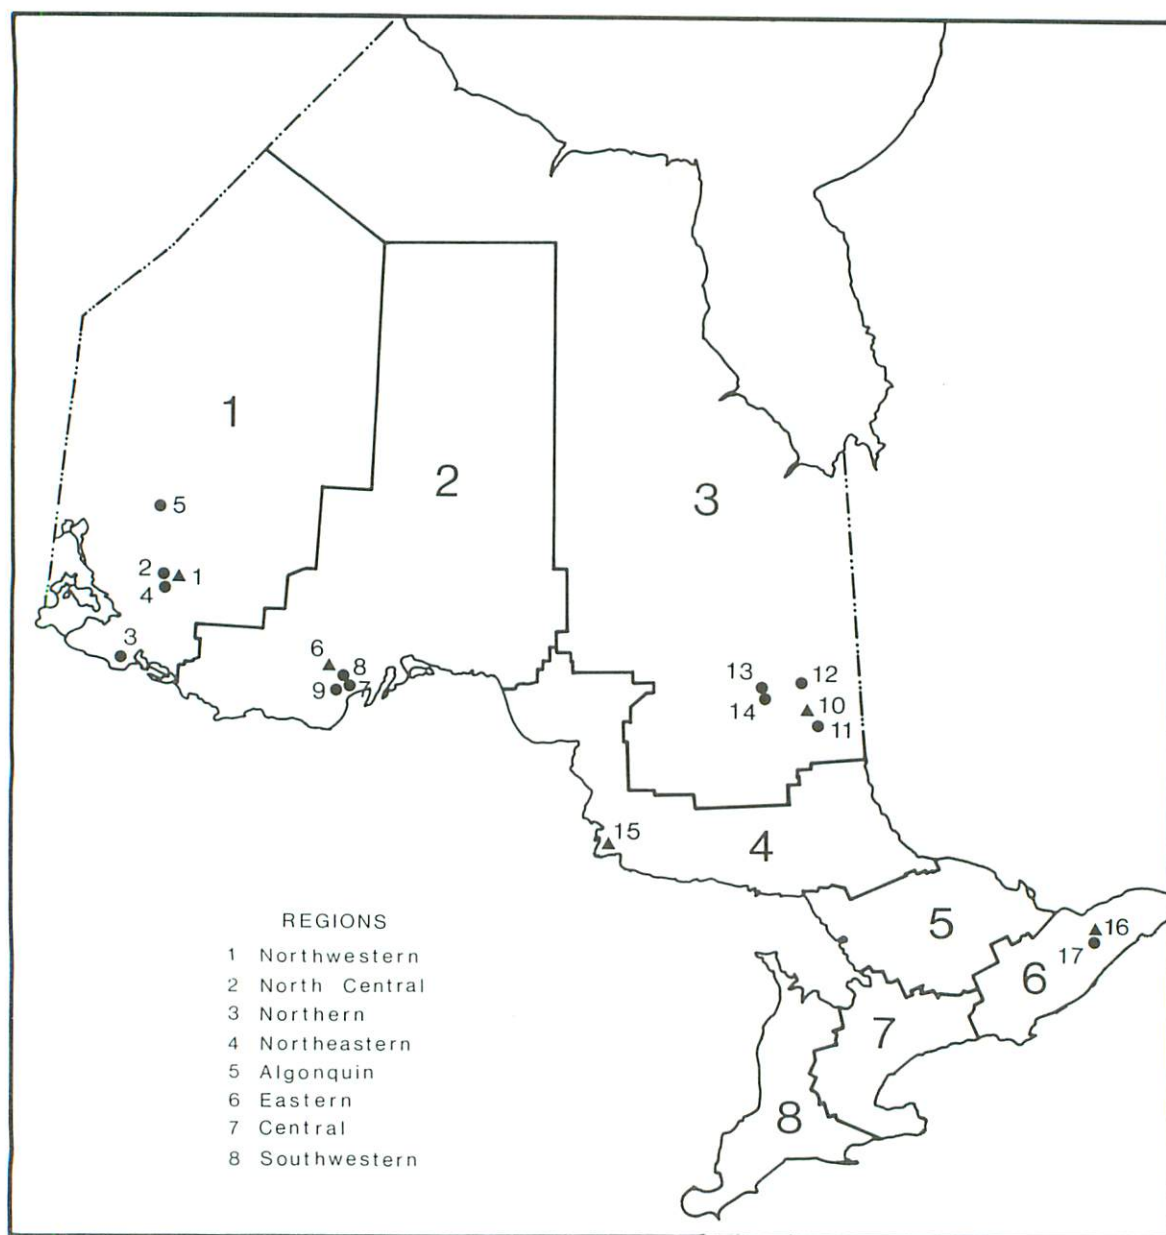 1
2
3
5
2
1
4
3
6
8
9
7
13
12
14
10
11
15
4
5
16
17
6
7
8
REGIONS
1 Northwestern
2 North Central
3 Northern
4 Northeastern
5 Algonquin
6 Eastern
7 Central
8 Southwestern